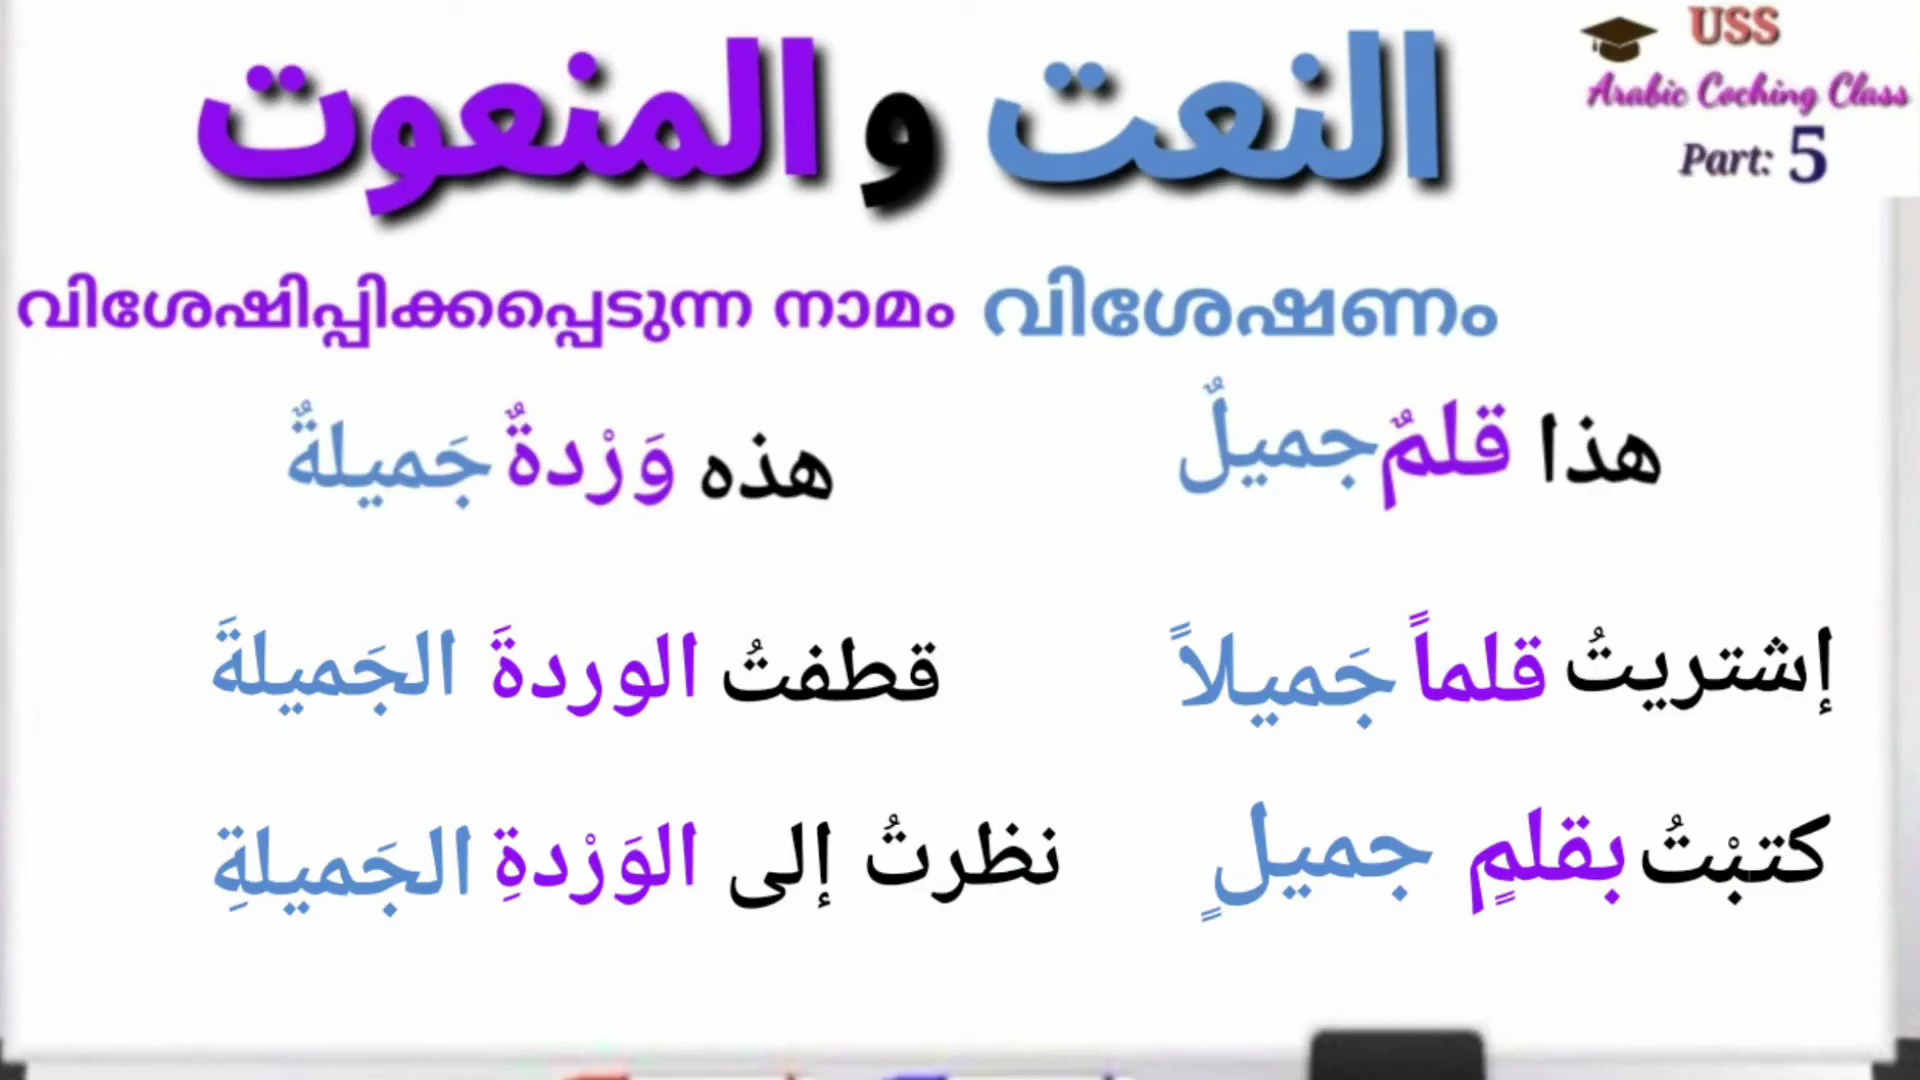 النعت و المنعوت
USS
Arabic Coching Class
Part: 5
വിശേഷിപ്പിക്കപ്പെടുന്ന നാമം വിശേഷണം
هذا قلمٌ جميلٌ
هذه وَرْدةٌ جَميلةٌ
إشتريتُ قلماً جَميلاً
قطفتُ الوردةَ الجَميلةَ
كتبْتُ بقلمٍ جميلٍ
نظرتُ إلى الوَرْدةِ الجَميلةِ